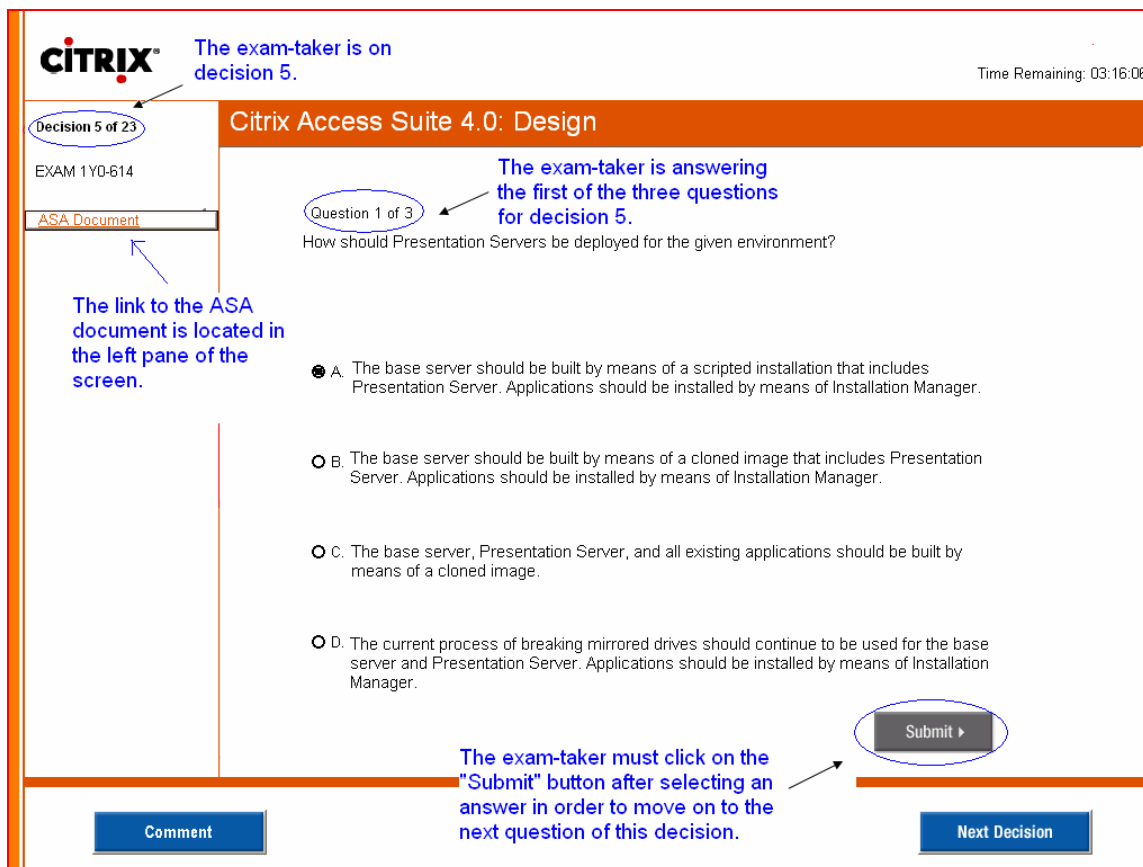 CITRIX®
The exam-taker is on
decision 5.
Time Remaining: 03:16:06
Decision 5 of 23
Citrix Access Suite 4.0: Design
EXAM 1Y0-614
ASA Document
The exam-taker is answering
the first of the three questions
for decision 5.
Question 1 of 3
How should Presentation Servers be deployed for the given environment?
The link to the ASA
document is located in
the left pane of the
screen.
A. The base server should be built by means of a scripted installation that includes
Presentation Server. Applications should be installed by means of Installation Manager.
B. The base server should be built by means of a cloned image that includes Presentation
Server. Applications should be installed by means of Installation Manager.
C. The base server, Presentation Server, and all existing applications should be built by
means of a cloned image.
D. The current process of breaking mirrored drives should continue to be used for the base
server and Presentation Server. Applications should be installed by means of Installation
Manager.
Submit
The exam-taker must click on the
"Submit" button after selecting an
answer in order to move on to the
next question of this decision.
Comment
Next Decision